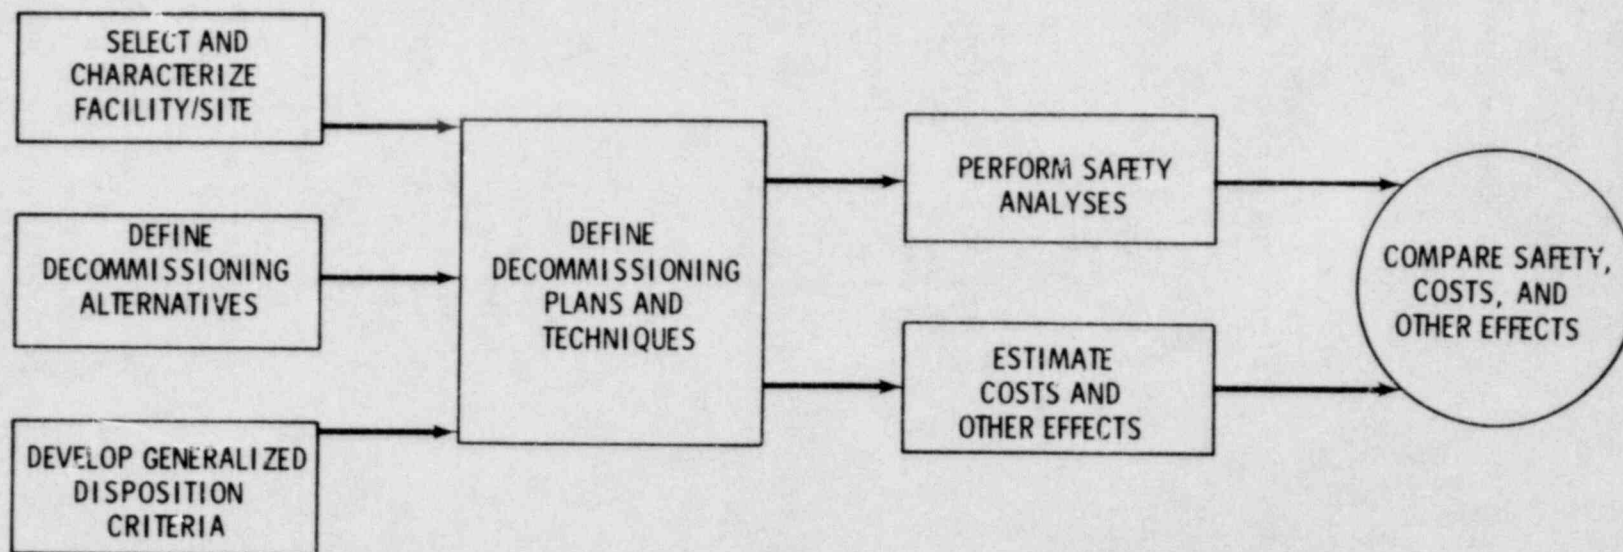 SELECT AND
CHARACTERIZE
FACILITY/SITE
DEFINE
DECOMMISSIONING
ALTERNATIVES
DEVELOP GENERALIZED
DISPOSITION
CRITERIA
DEFINE
DECOMMISSIONING
PLANS AND
TECHNIQUES
PERFORM SAFETY
ANALYSES
ESTIMATE
COSTS AND
OTHER EFFECTS
COMPARE SAFETY,
COSTS, AND
OTHER EFFECTS